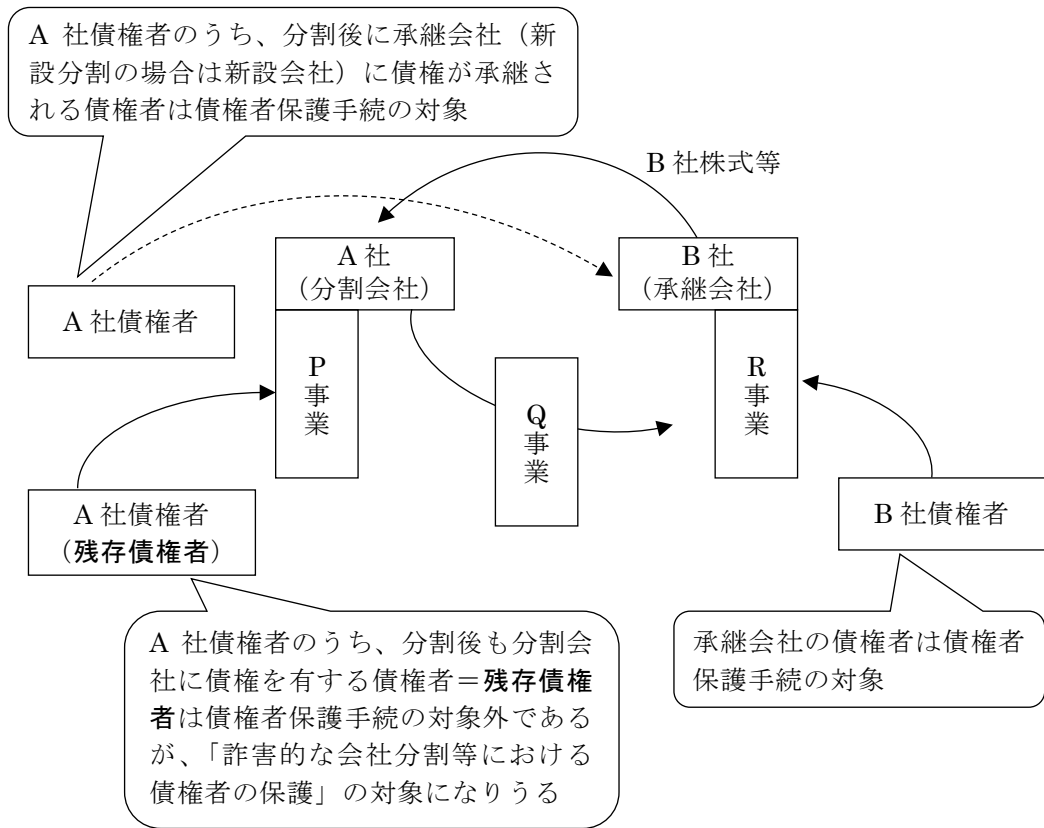 A 社債権者のうち、分割後に承継会社（新
設分割の場合は新設会社）に債権が承継さ
れる債権者は債権者保護手続の対象
B 社株式等
A 社
（分割会社）
B 社
（承継会社）
A 社債権者
P
事
業
Q
事
業
R
事
業
A 社債権者
（残存債権者）
B 社債権者
A 社債権者のうち、分割後も分割会
社に債権を有する債権者＝残存債権
者は債権者保護手続の対象外である
が、「詐害的な会社分割等における
債権者の保護」の対象になりうる
承継会社の債権者は債権者
保護手続の対象